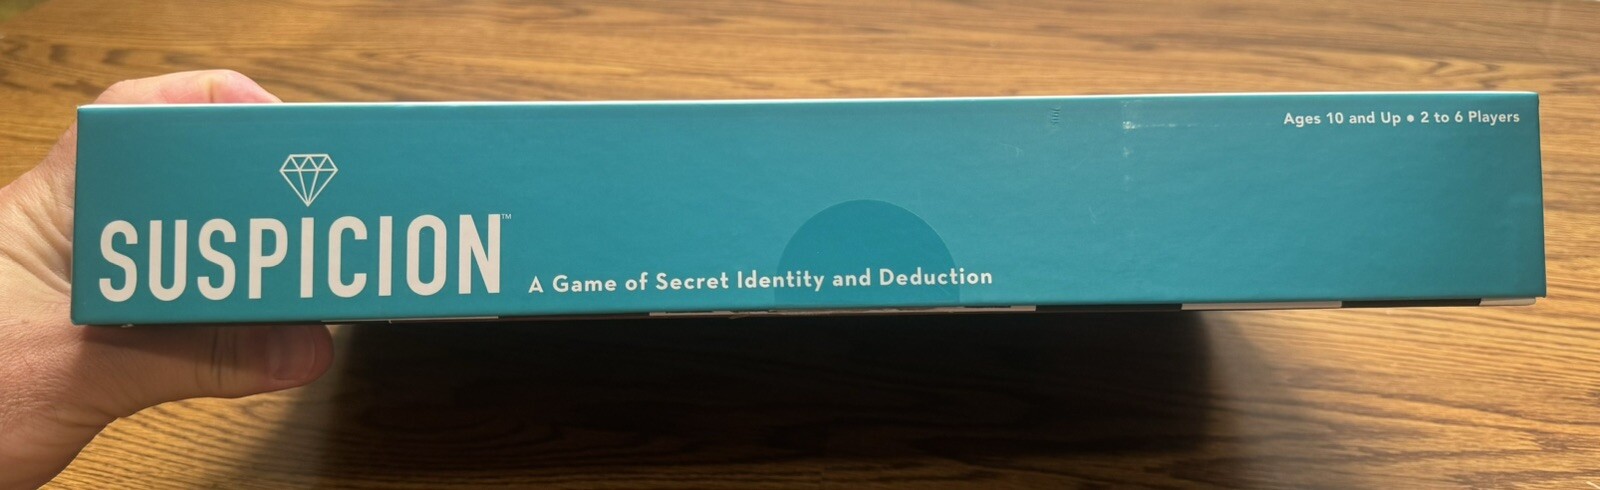 Ages 10 and Up • 2 to 6 Players
SUSPICION™
A Game of Secret Identity and Deduction